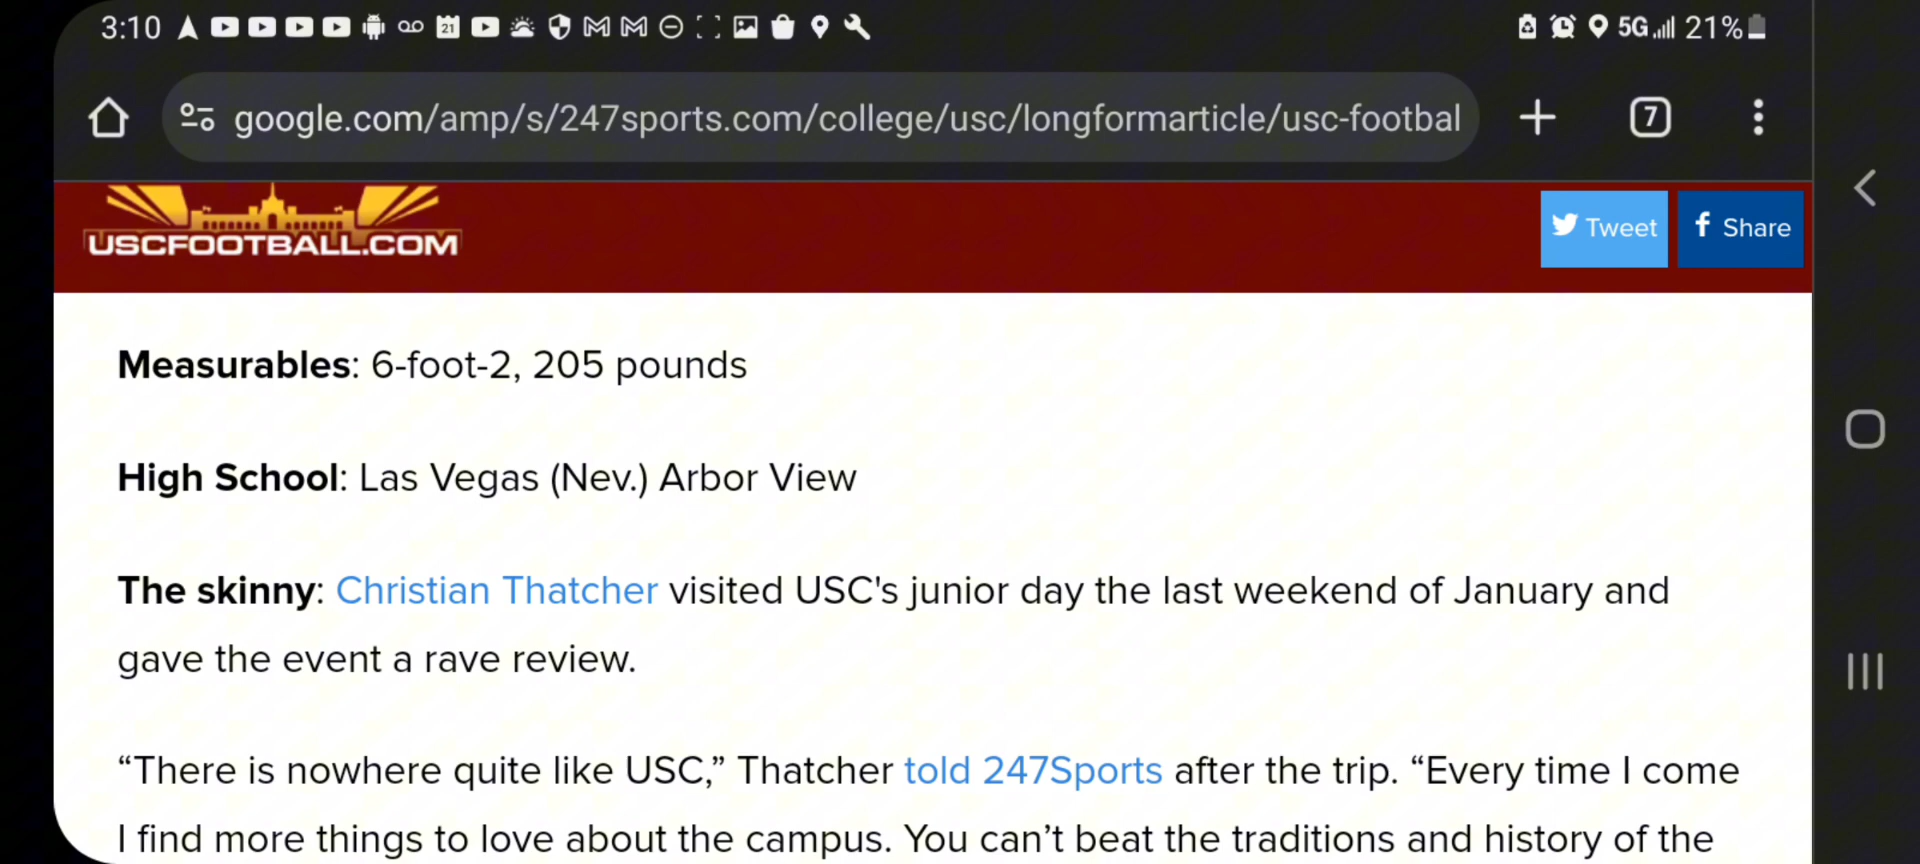 3:10 21 5G 21%
google.com/amp/s/247sports.com/college/usc/longformarticle/usc-footbal 7
USCFOOTBALL.COM Tweet f Share
Measurables: 6-foot-2, 205 pounds
High School: Las Vegas (Nev.) Arbor View
The skinny: Christian Thatcher visited USC's junior day the last weekend of January and
gave the event a rave review.
“There is nowhere quite like USC,” Thatcher told 247Sports after the trip. “Every time I come
I find more things to love about the campus. You can’t beat the traditions and history of the